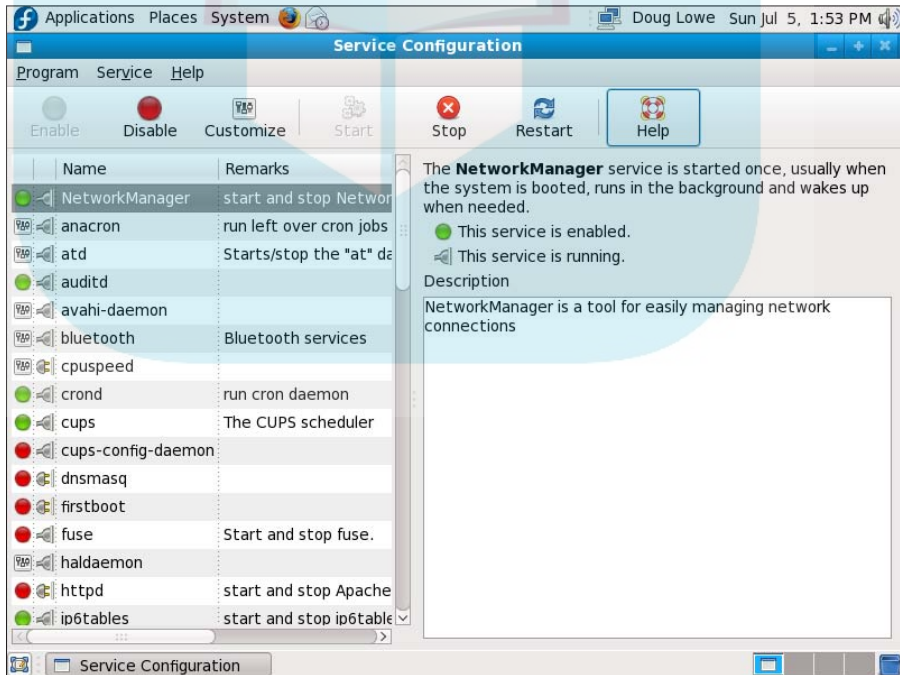 Applications Places System Doug Lowe Sun Jul 5, 1:53 PM
Service Configuration
Program Service Help
Enable Disable Customize Start Stop Restart Help
Name Remarks
NetworkManager start and stop Networ
anacron run left over cron jobs
atd Starts/stop the "at" da
auditd
avahi-daemon
bluetooth Bluetooth services
cpuspeed
crond run cron daemon
cups The CUPS scheduler
cups-config-daemon
dnsmasq
firstboot
fuse Start and stop fuse.
haldaemon
httpd start and stop Apache
ip6tables start and stop ip6table
The NetworkManager service is started once, usually when
the system is booted, runs in the background and wakes up
when needed.
This service is enabled.
This service is running.
Description
NetworkManager is a tool for easily managing network
connections
Service Configuration